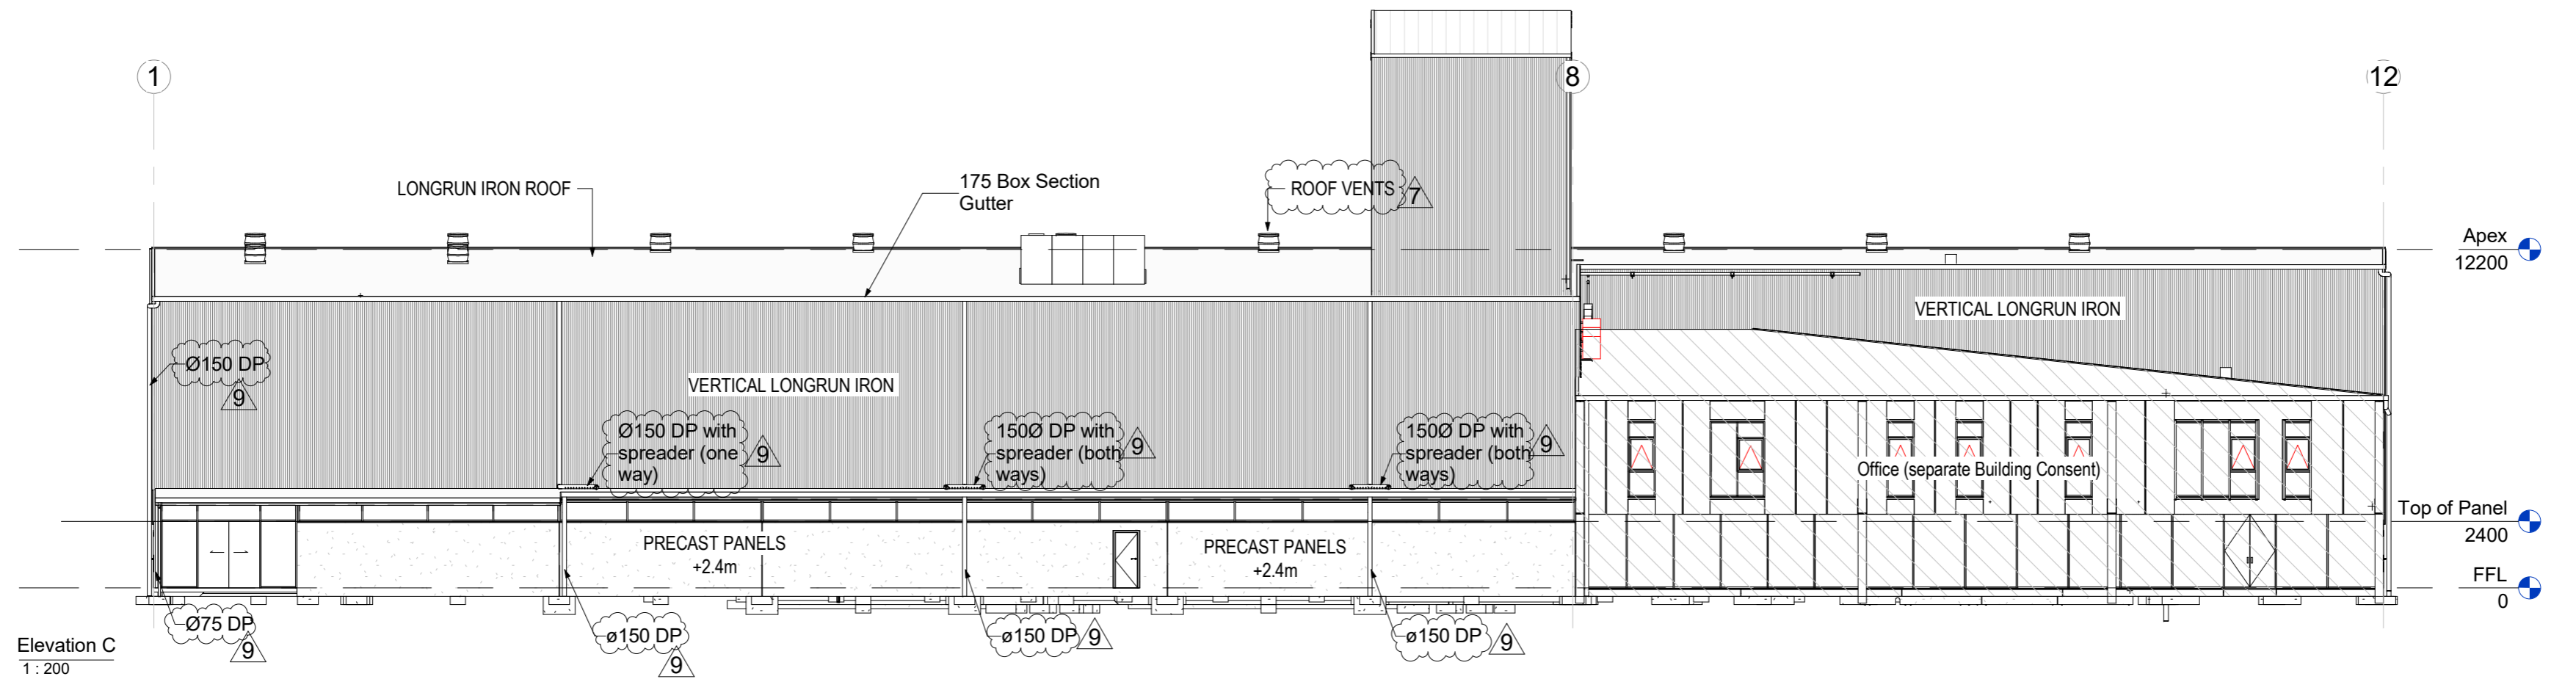 1
8
12
LONGRUN IRON ROOF
175 Box Section
Gutter
ROOF VENTS
7
Apex
12200
VERTICAL LONGRUN IRON
Ø150 DP
9
VERTICAL LONGRUN IRON
Ø150 DP with
spreader (one
way)
9
150Ø DP with
spreader (both
ways)
9
150Ø DP with
spreader (both
ways)
9
Office (separate Building Consent)
Top of Panel
2400
PRECAST PANELS
+2.4m
PRECAST PANELS
+2.4m
FFL
0
Ø75 DP
9
ø150 DP
9
ø150 DP
9
ø150 DP
9
Elevation C
1 : 200